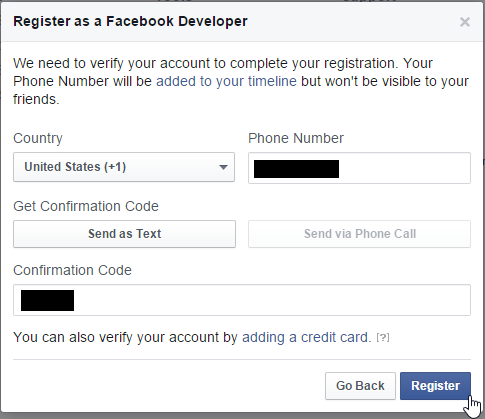 Register as a Facebook Developer ×
We need to verify your account to complete your registration. Your
Phone Number will be added to your timeline but won't be visible to your
friends.
Country Phone Number
United States (+1)
Get Confirmation Code
Send as Text Send via Phone Call
Confirmation Code
You can also verify your account by adding a credit card. [?]
Go Back Register